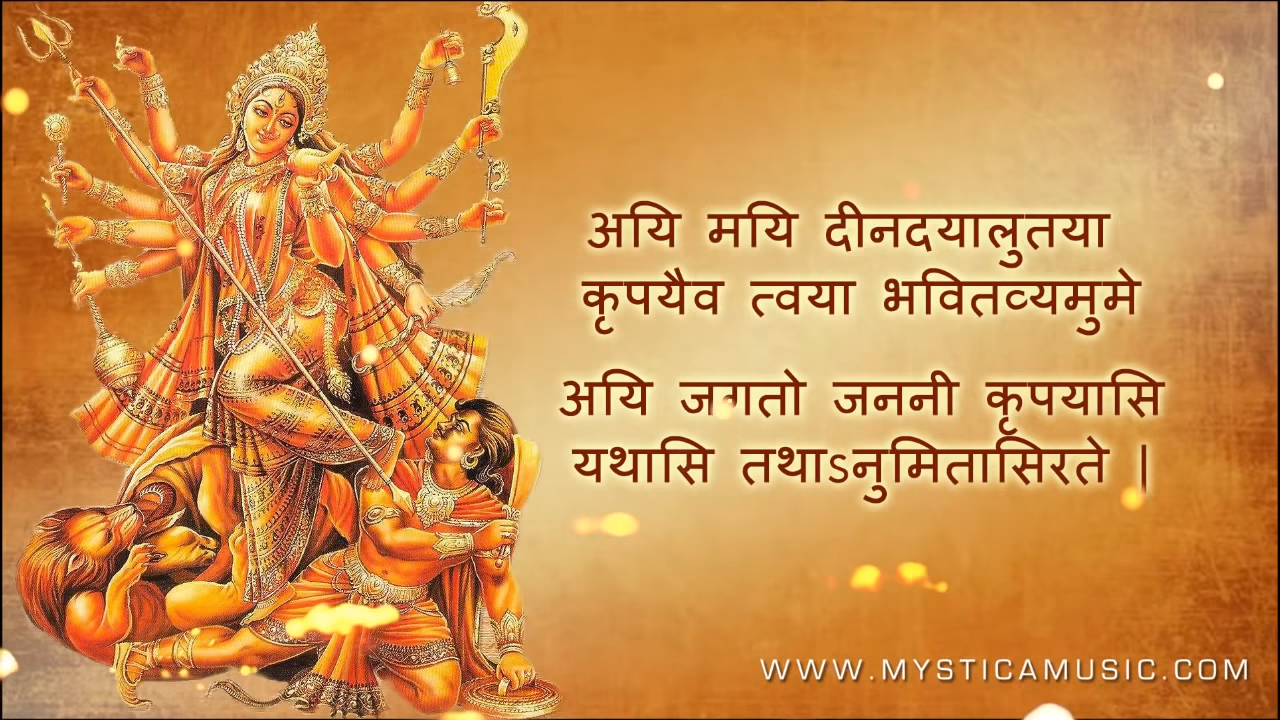 अयि मयि दीनदयालुतया
कृपयैव त्वया भवितव्यमुमे
अयि जगतो जननी कृपयासि
यथासि तथाऽनुमितासिरते |
WWW.MYSTICAMUSIC.COM